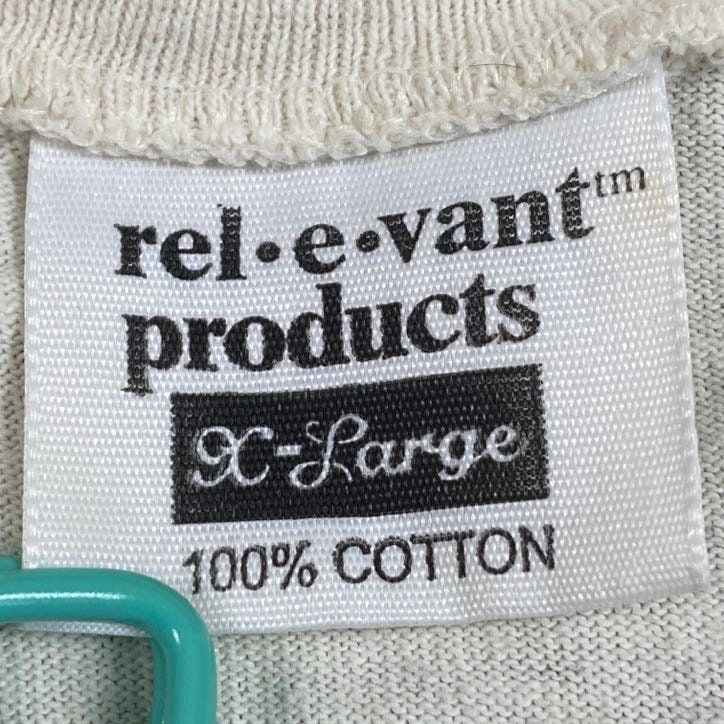 rel•e•vant™
products
X-Large
100% COTTON